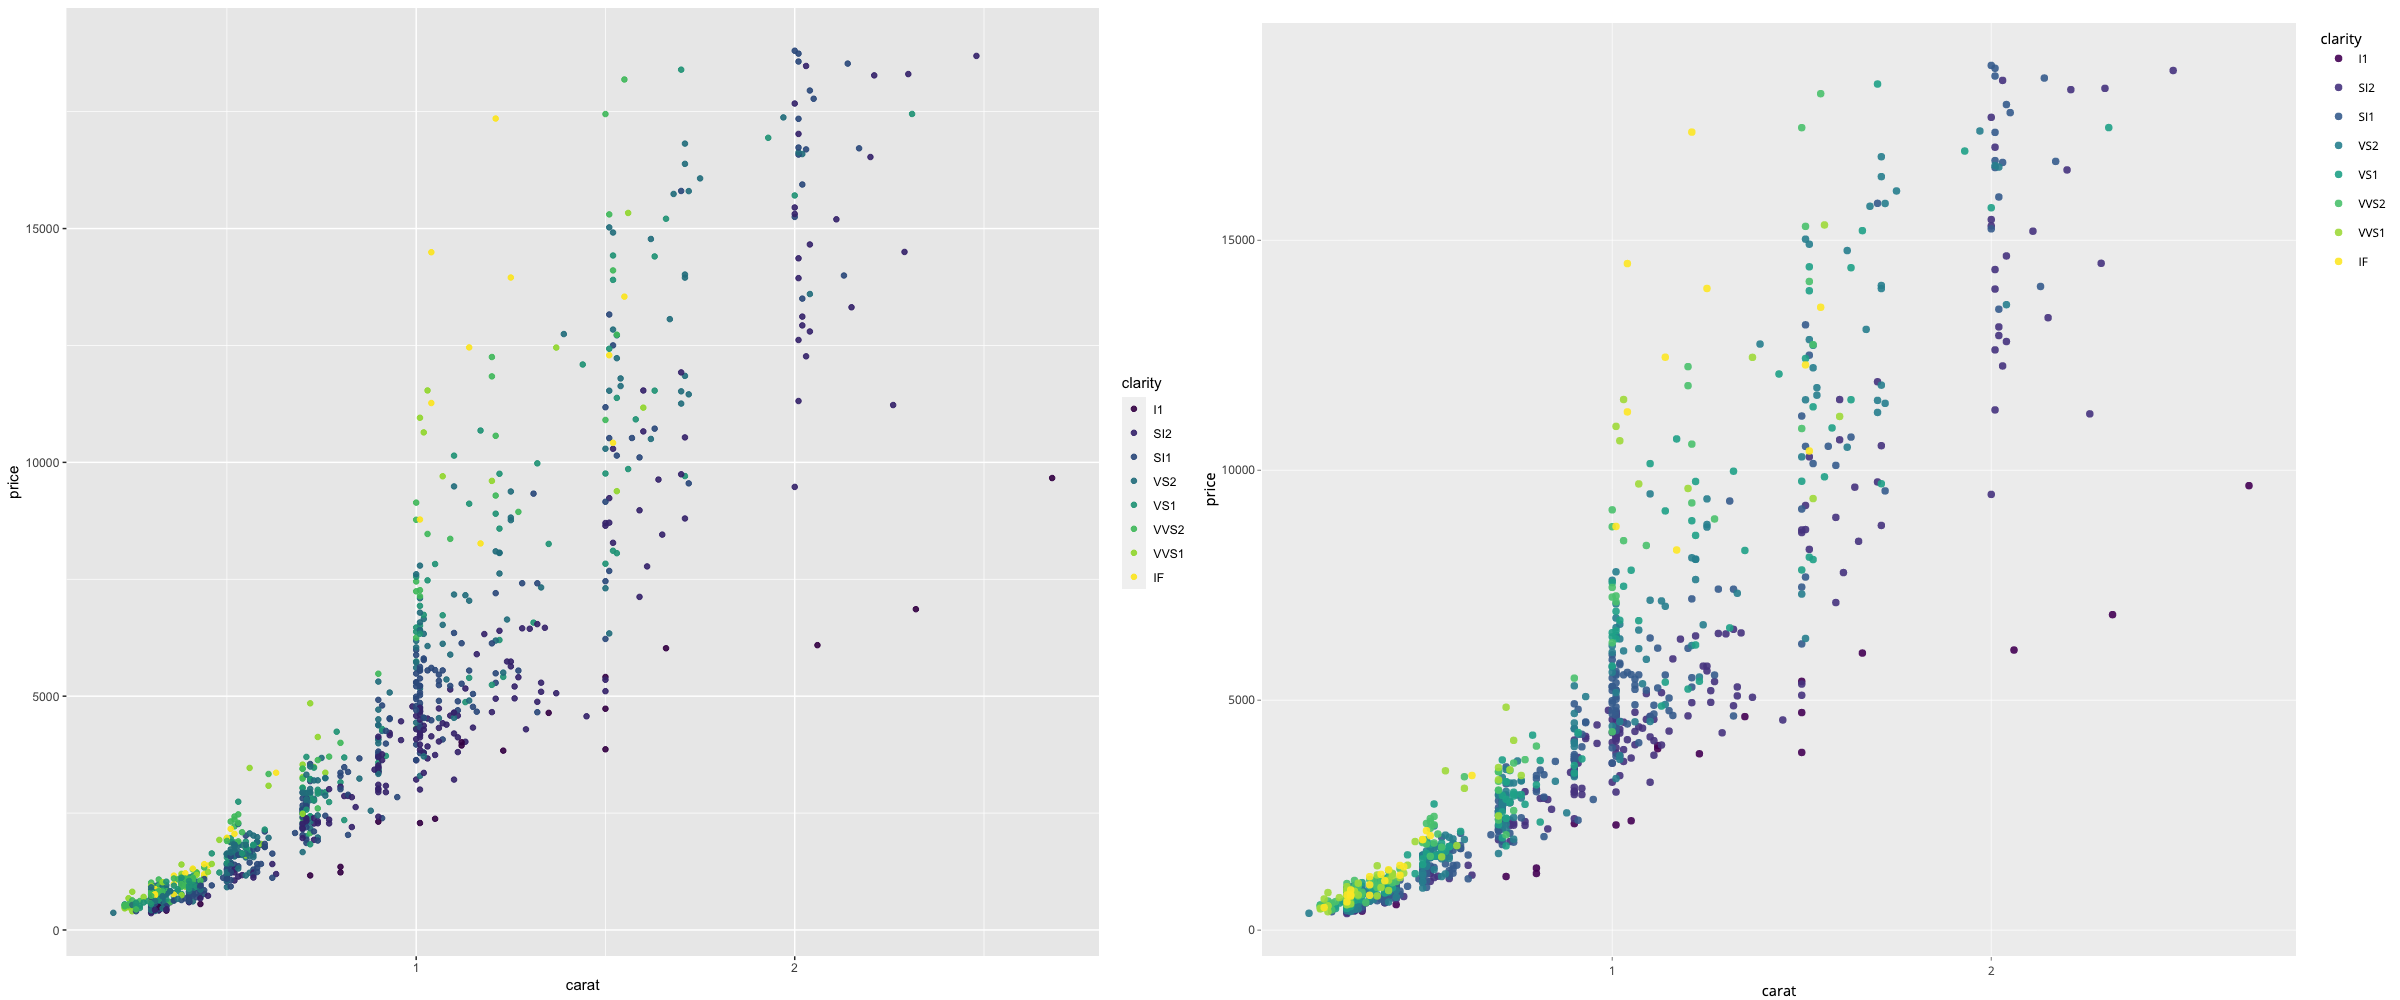 15000
10000
5000
0
price
1
2
carat
clarity
I1
SI2
SI1
VS2
VS1
VVS2
VVS1
IF
15000
10000
5000
0
price
1
2
carat
clarity
I1
SI2
SI1
VS2
VS1
VVS2
VVS1
IF